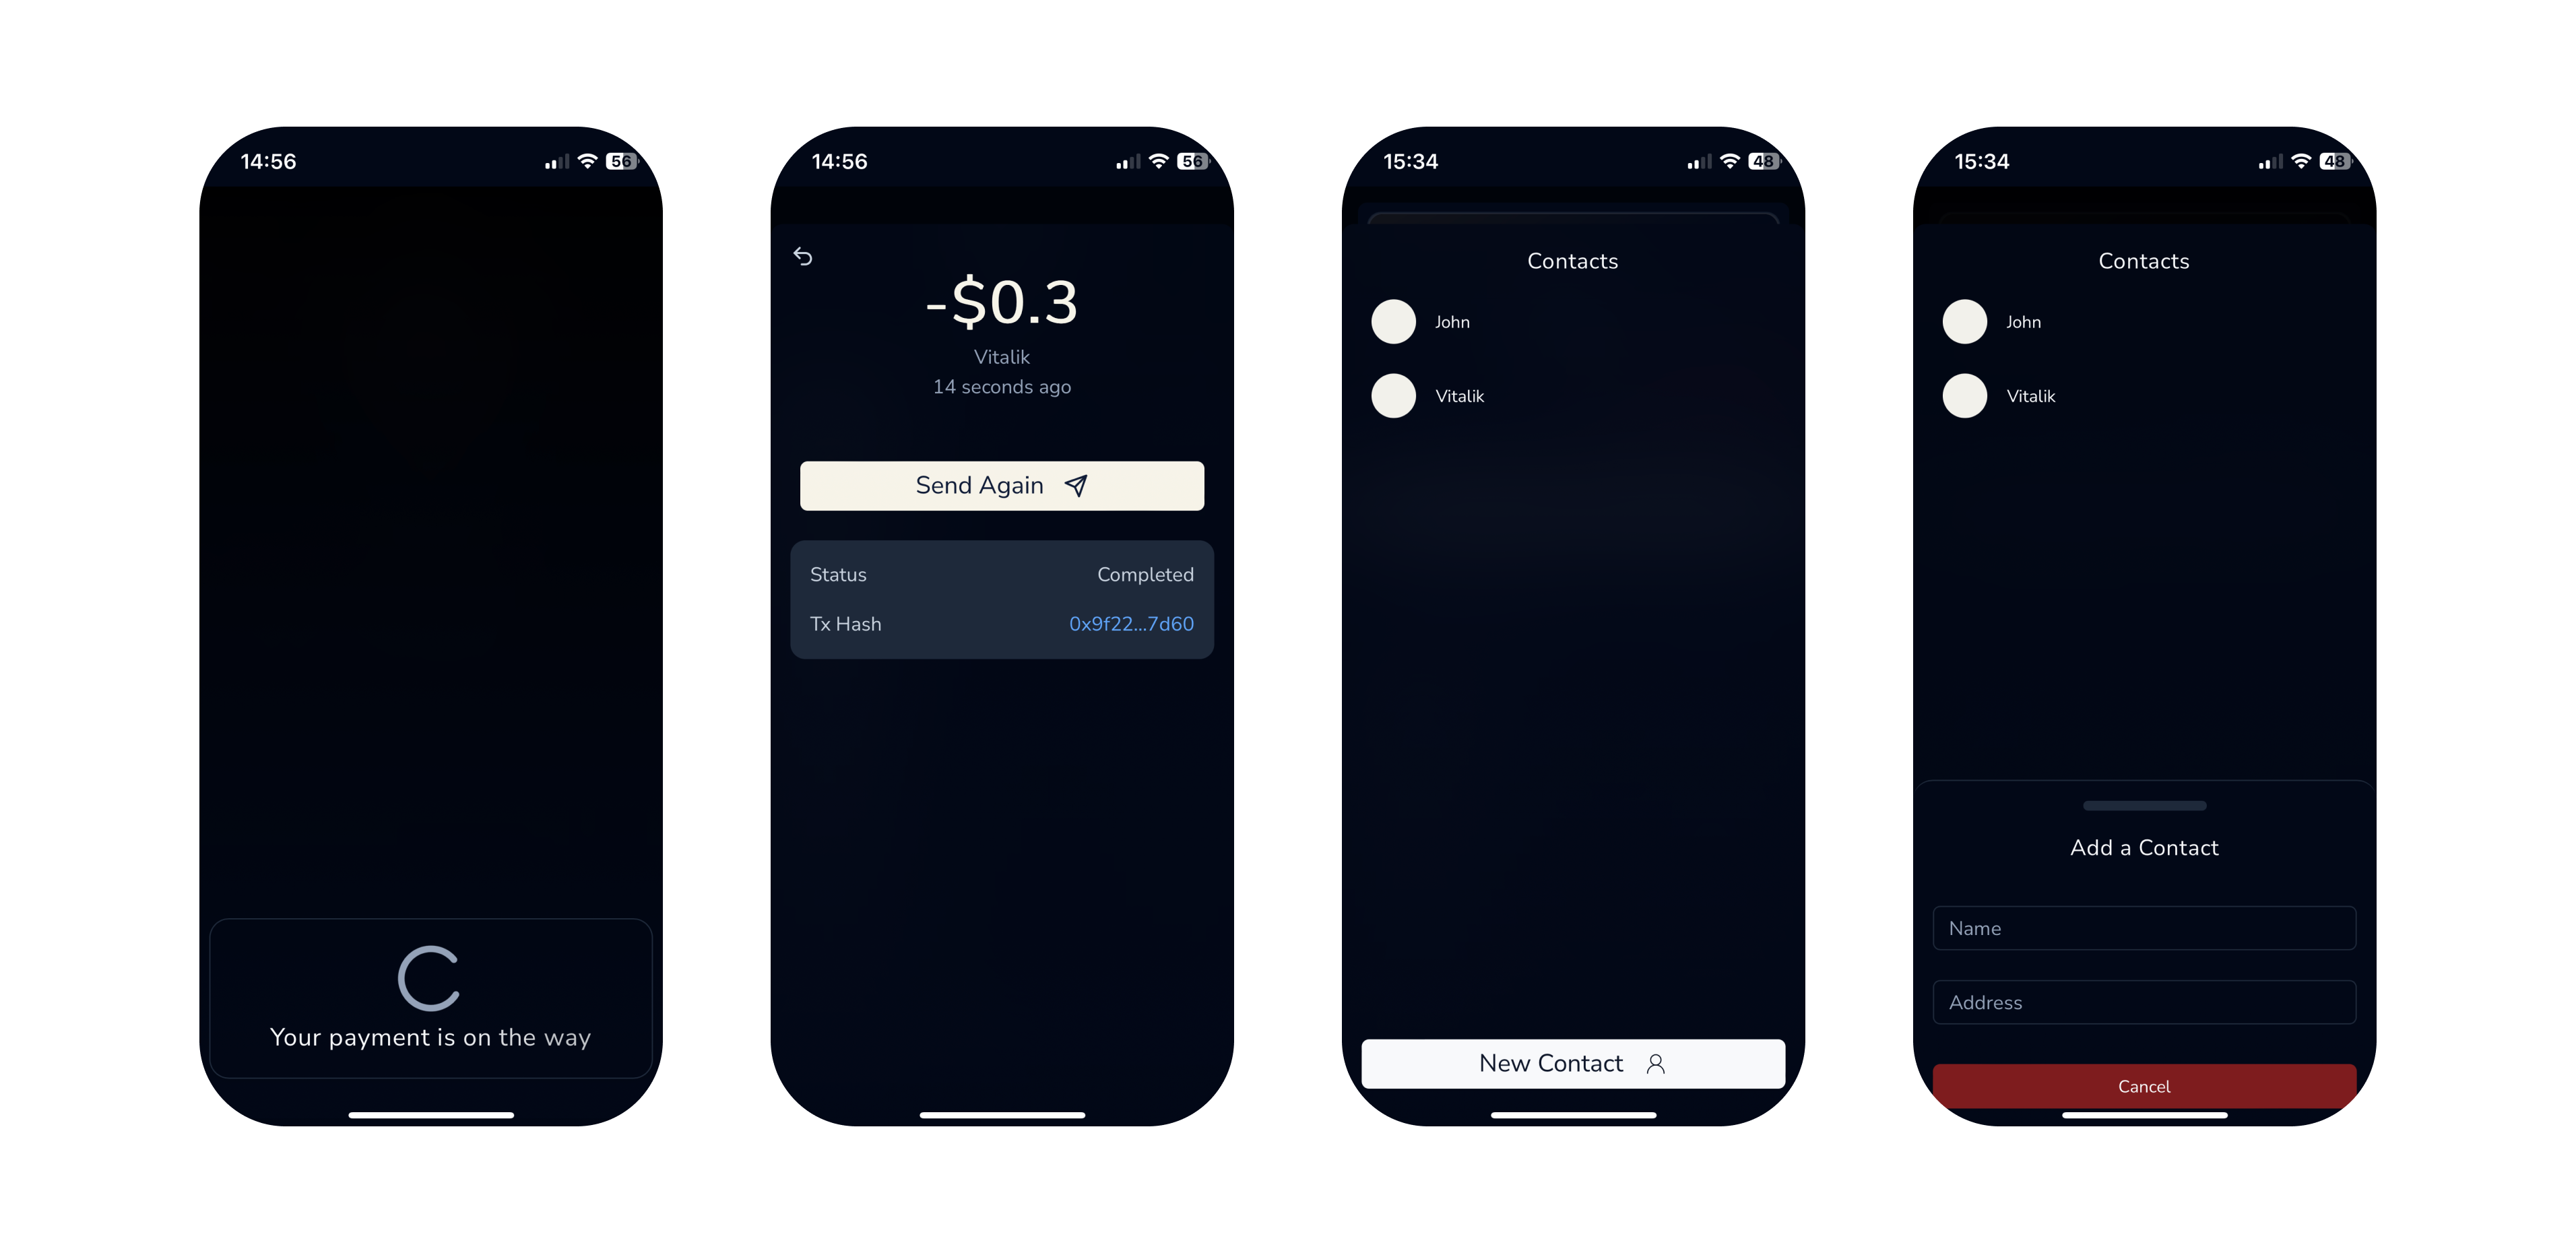 14:56
56
Your payment is on the way
14:56
56
-$0.3
Vitalik
14 seconds ago
Send Again
Status Completed
Tx Hash 0x9f22...7d60
15:34
48
Contacts
John
Vitalik
New Contact
15:34
48
Contacts
John
Vitalik
Add a Contact
Name
Address
Cancel